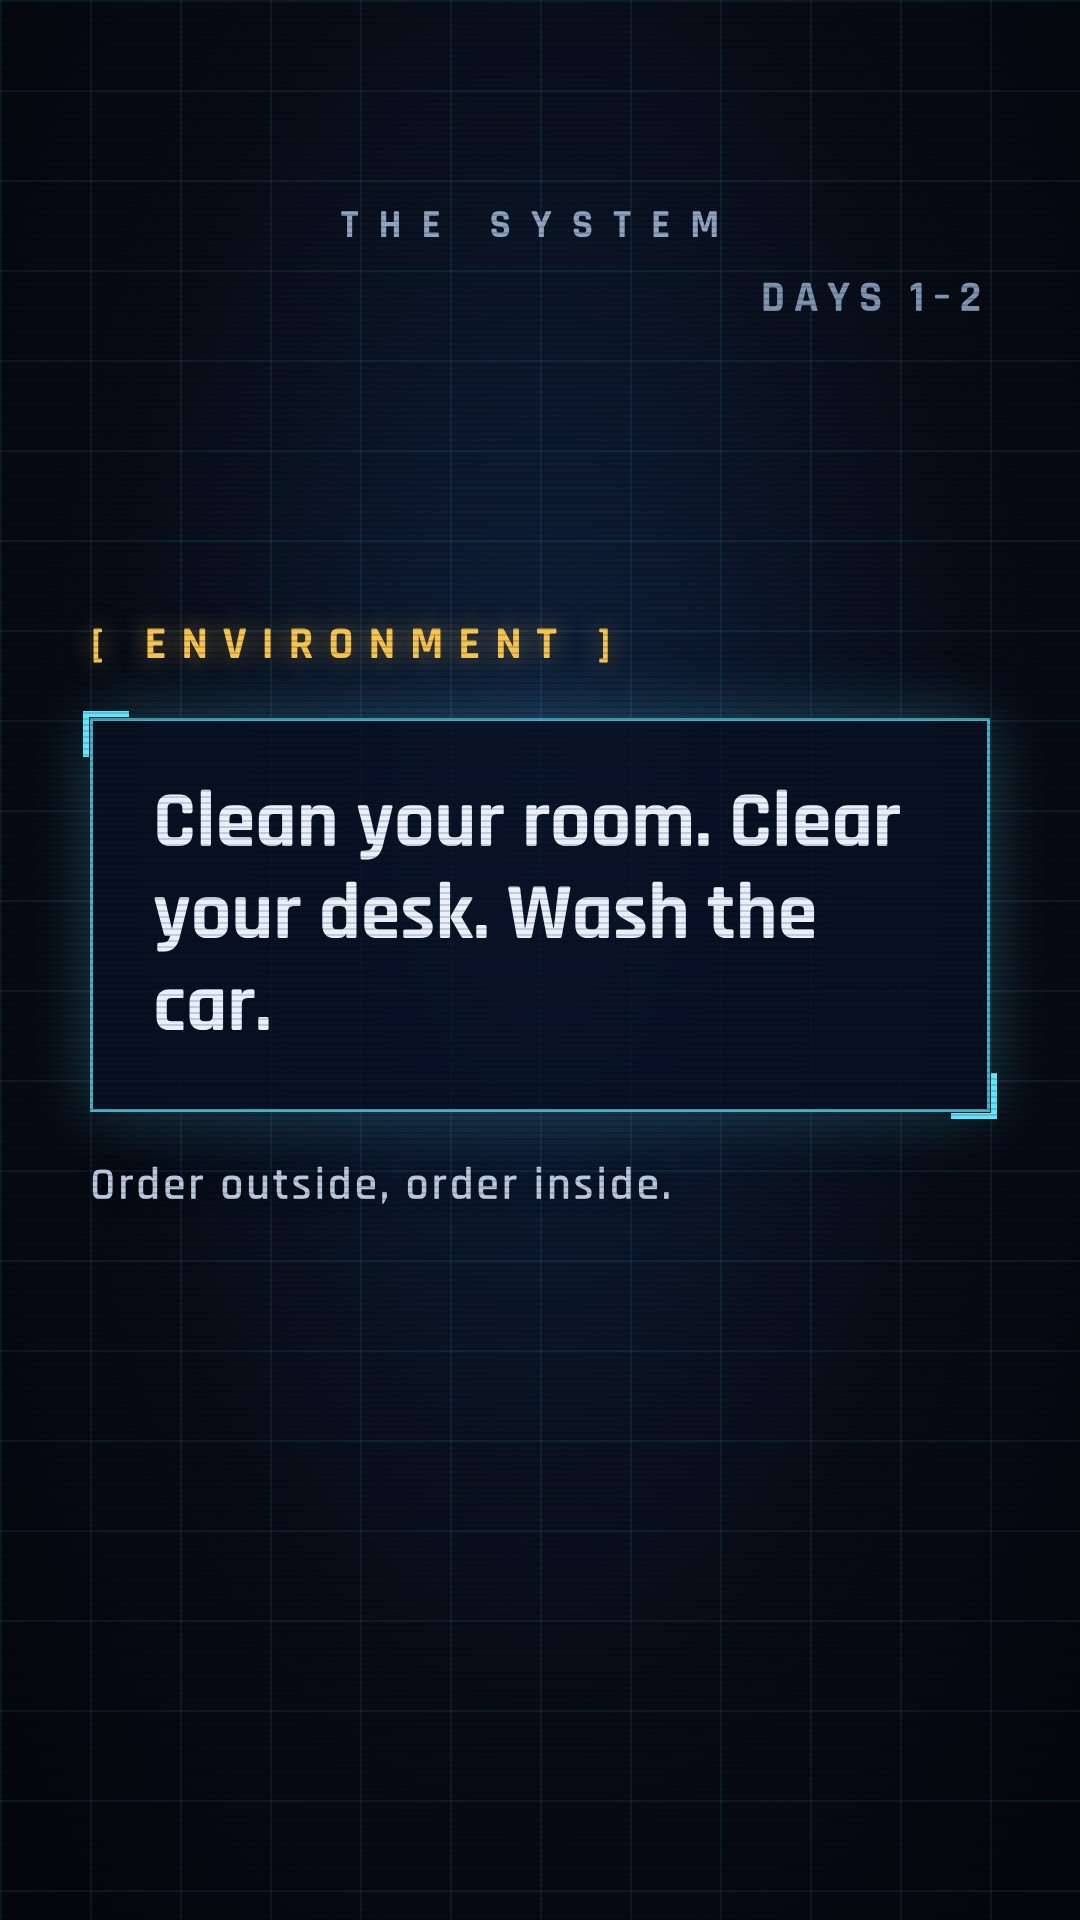 THE SYSTEM
DAYS 1-2
[ ENVIRONMENT ]
Clean your room. Clear
your desk. Wash the
car.
Order outside, order inside.